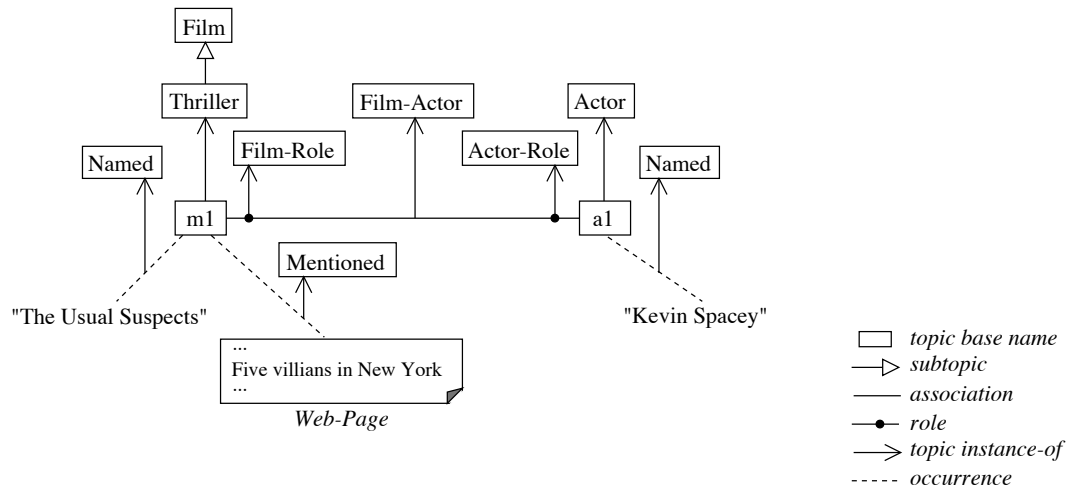 Film
Thriller
Film-Actor
Actor
Film-Role
Actor-Role
Named
Named
m1
a1
Mentioned
"The Usual Suspects"
"Kevin Spacey"
...
Five villians in New York
...
Web-Page
topic base name
subtopic
association
role
topic instance-of
occurrence